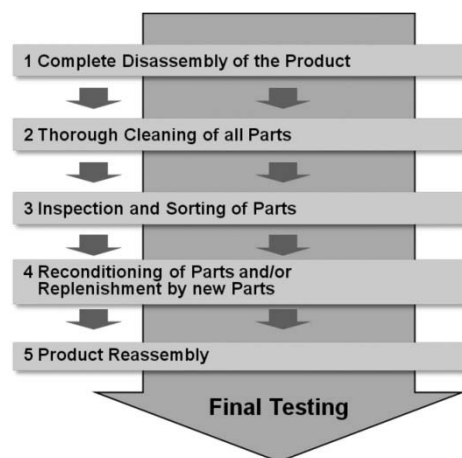 1 Complete Disassembly of the Product
2 Thorough Cleaning of all Parts
3 Inspection and Sorting of Parts
4 Reconditioning of Parts and/or
Replenishment by new Parts
5 Product Reassembly
Final Testing